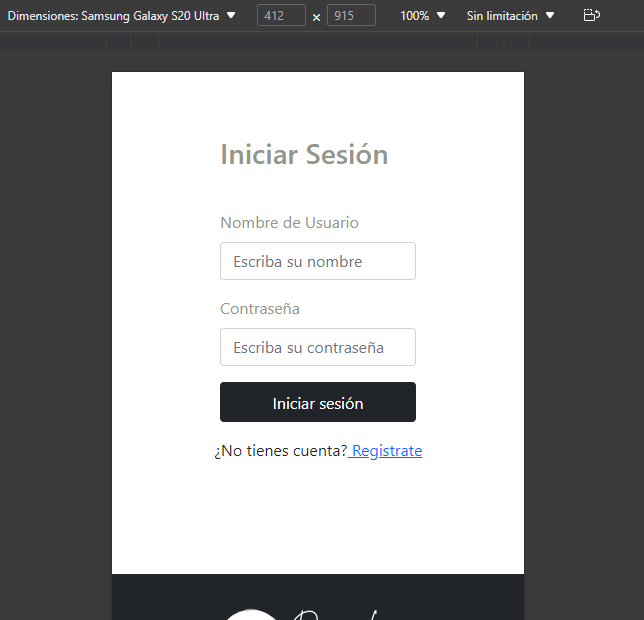 Dimensiones: Samsung Galaxy S20 Ultra 412 × 915 100% Sin limitación
Iniciar Sesión
Nombre de Usuario
Escriba su nombre
Contraseña
Escriba su contraseña
Iniciar sesión
¿No tienes cuenta? Registrate